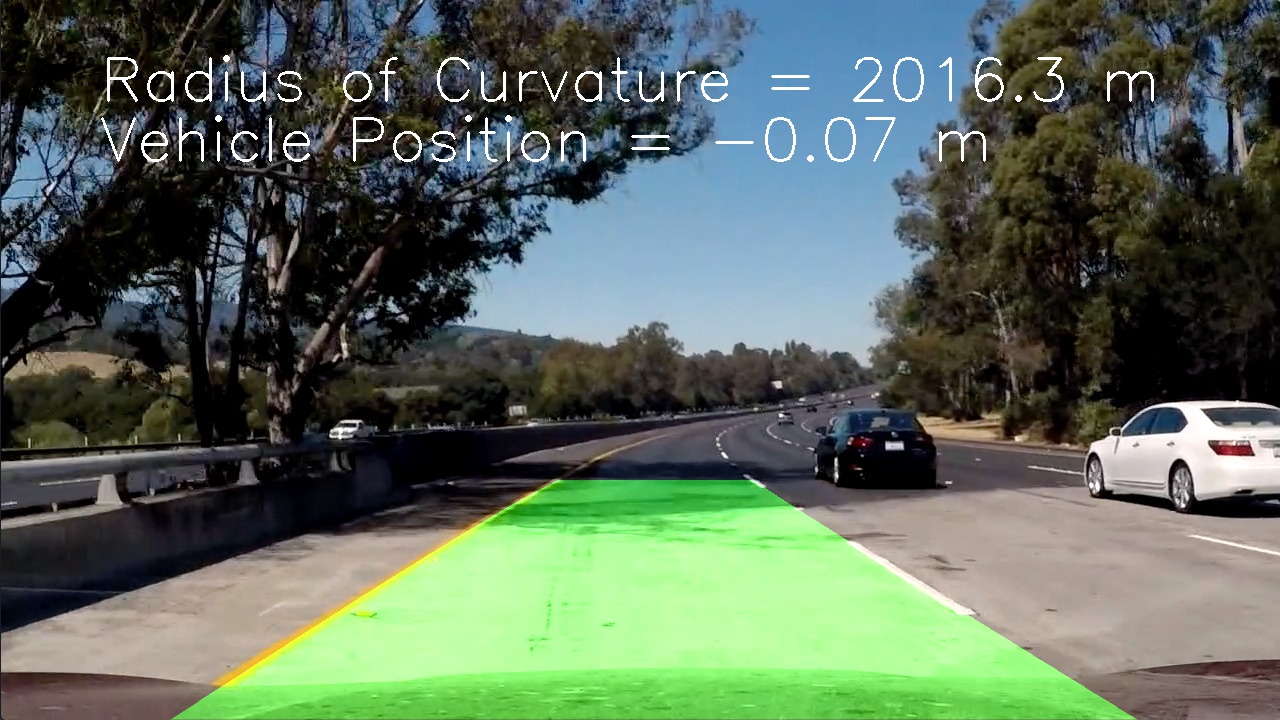 Radius of Curvature = 2016.3 m
Vehicle Position = -0.07 m